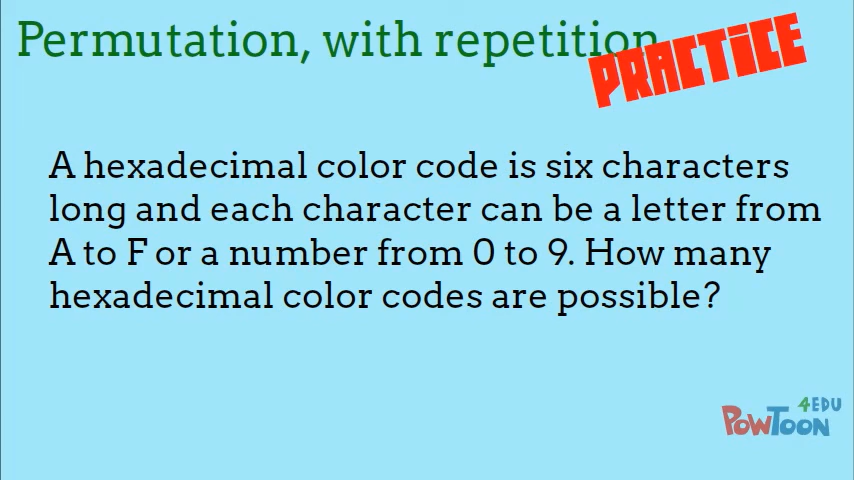 Permutation, with repetition
PRACTICE
A hexadecimal color code is six characters
long and each character can be a letter from
A to F or a number from 0 to 9. How many
hexadecimal color codes are possible?
4EDU
POWTOON